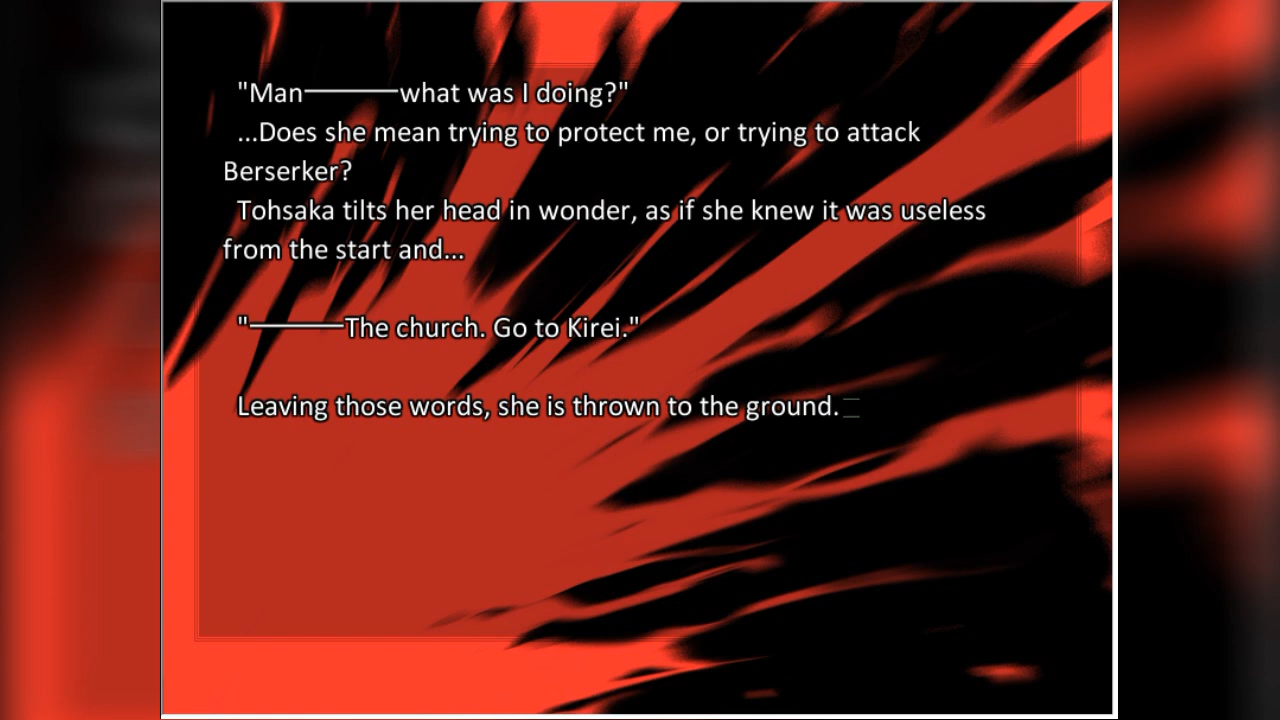 "Man————what was I doing?"
...Does she mean trying to protect me, or trying to attack
Berserker?
Tohsaka tilts her head in wonder, as if she knew it was useless
from the start and...
"————The church. Go to Kirei."
Leaving those words, she is thrown to the ground.